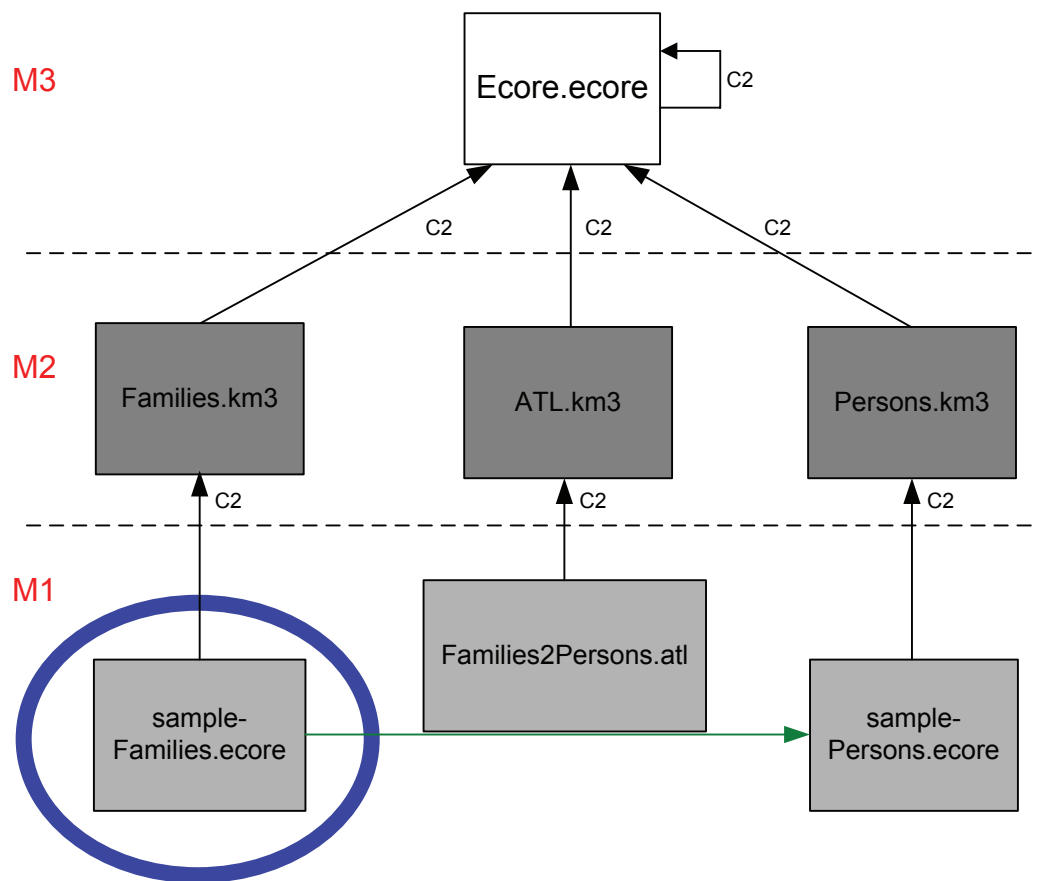 M3
Ecore.ecore
C2
C2
C2
C2
M2
Families.km3
ATL.km3
Persons.km3
C2
C2
C2
M1
Families2Persons.atl
sample-
Families.ecore
sample-
Persons.ecore